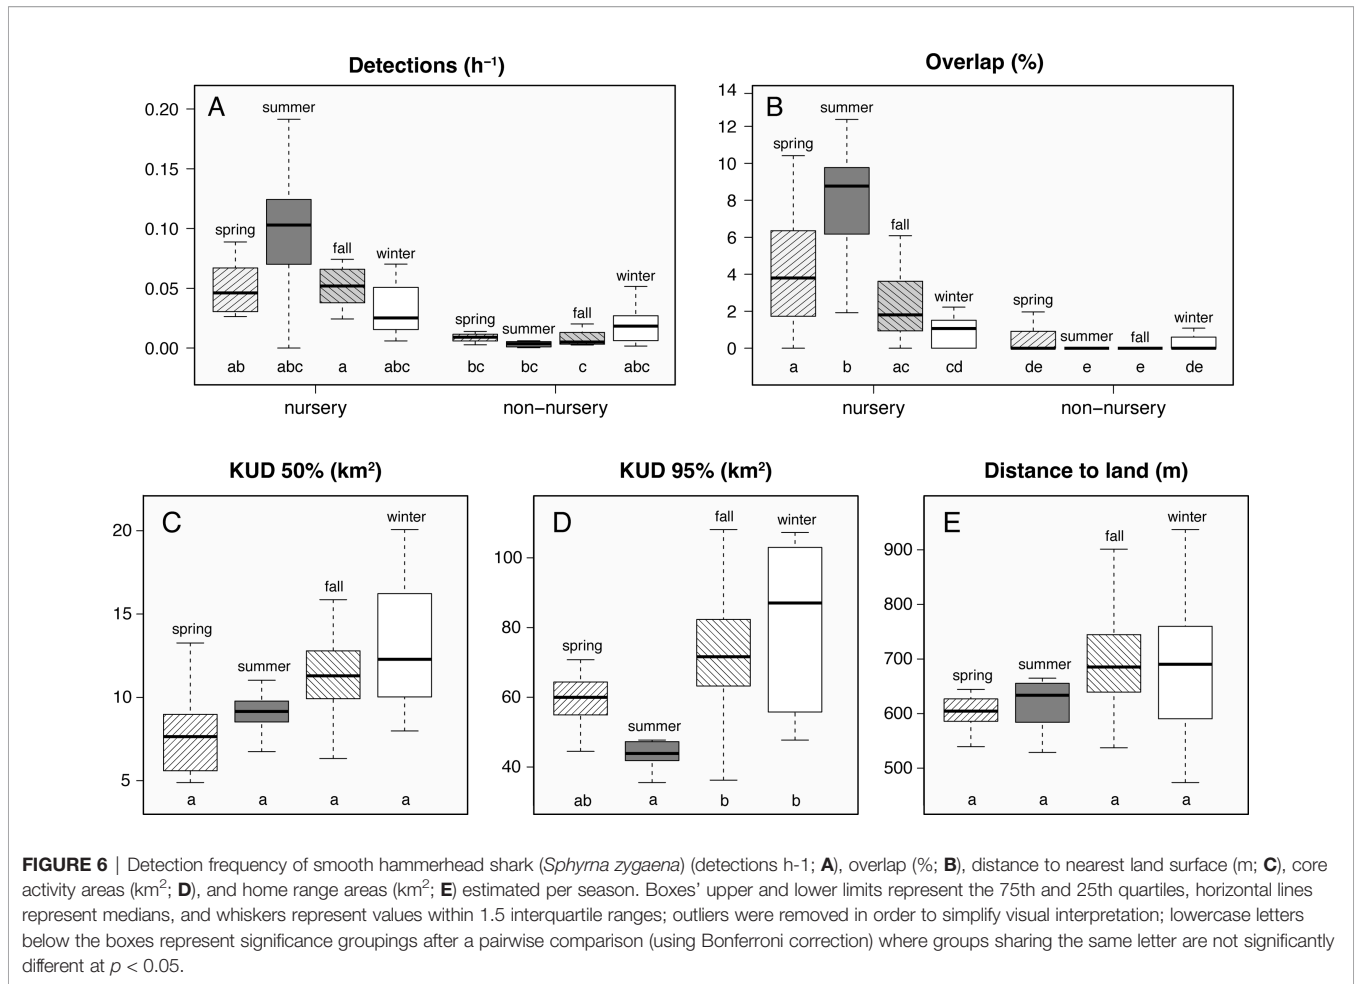 Detections (h⁻¹)
A
0.20
0.15
0.10
0.05
0.00
spring
summer
fall
winter
spring
summer
fall
winter
ab abc a abc bc bc c abc
nursery non−nursery
Overlap (%)
B
14
12
10
8
6
4
2
0
spring
summer
fall
winter
spring
summer
fall
winter
a b ac cd de e e de
nursery non−nursery
KUD 50% (km²)
C
20
15
10
5
spring
summer
fall
winter
a a a a
KUD 95% (km²)
D
100
80
60
40
spring
summer
fall
winter
ab a b b
Distance to land (m)
E
900
800
700
600
500
spring
summer
fall
winter
a a a a
FIGURE 6 | Detection frequency of smooth hammerhead shark (Sphyrna zygaena) (detections h-1; A), overlap (%; B), distance to nearest land surface (m; C), core
activity areas (km²; D), and home range areas (km²; E) estimated per season. Boxes' upper and lower limits represent the 75th and 25th quartiles, horizontal lines
represent medians, and whiskers represent values within 1.5 interquartile ranges; outliers were removed in order to simplify visual interpretation; lowercase letters
below the boxes represent significance groupings after a pairwise comparison (using Bonferroni correction) where groups sharing the same letter are not significantly
different at p < 0.05.